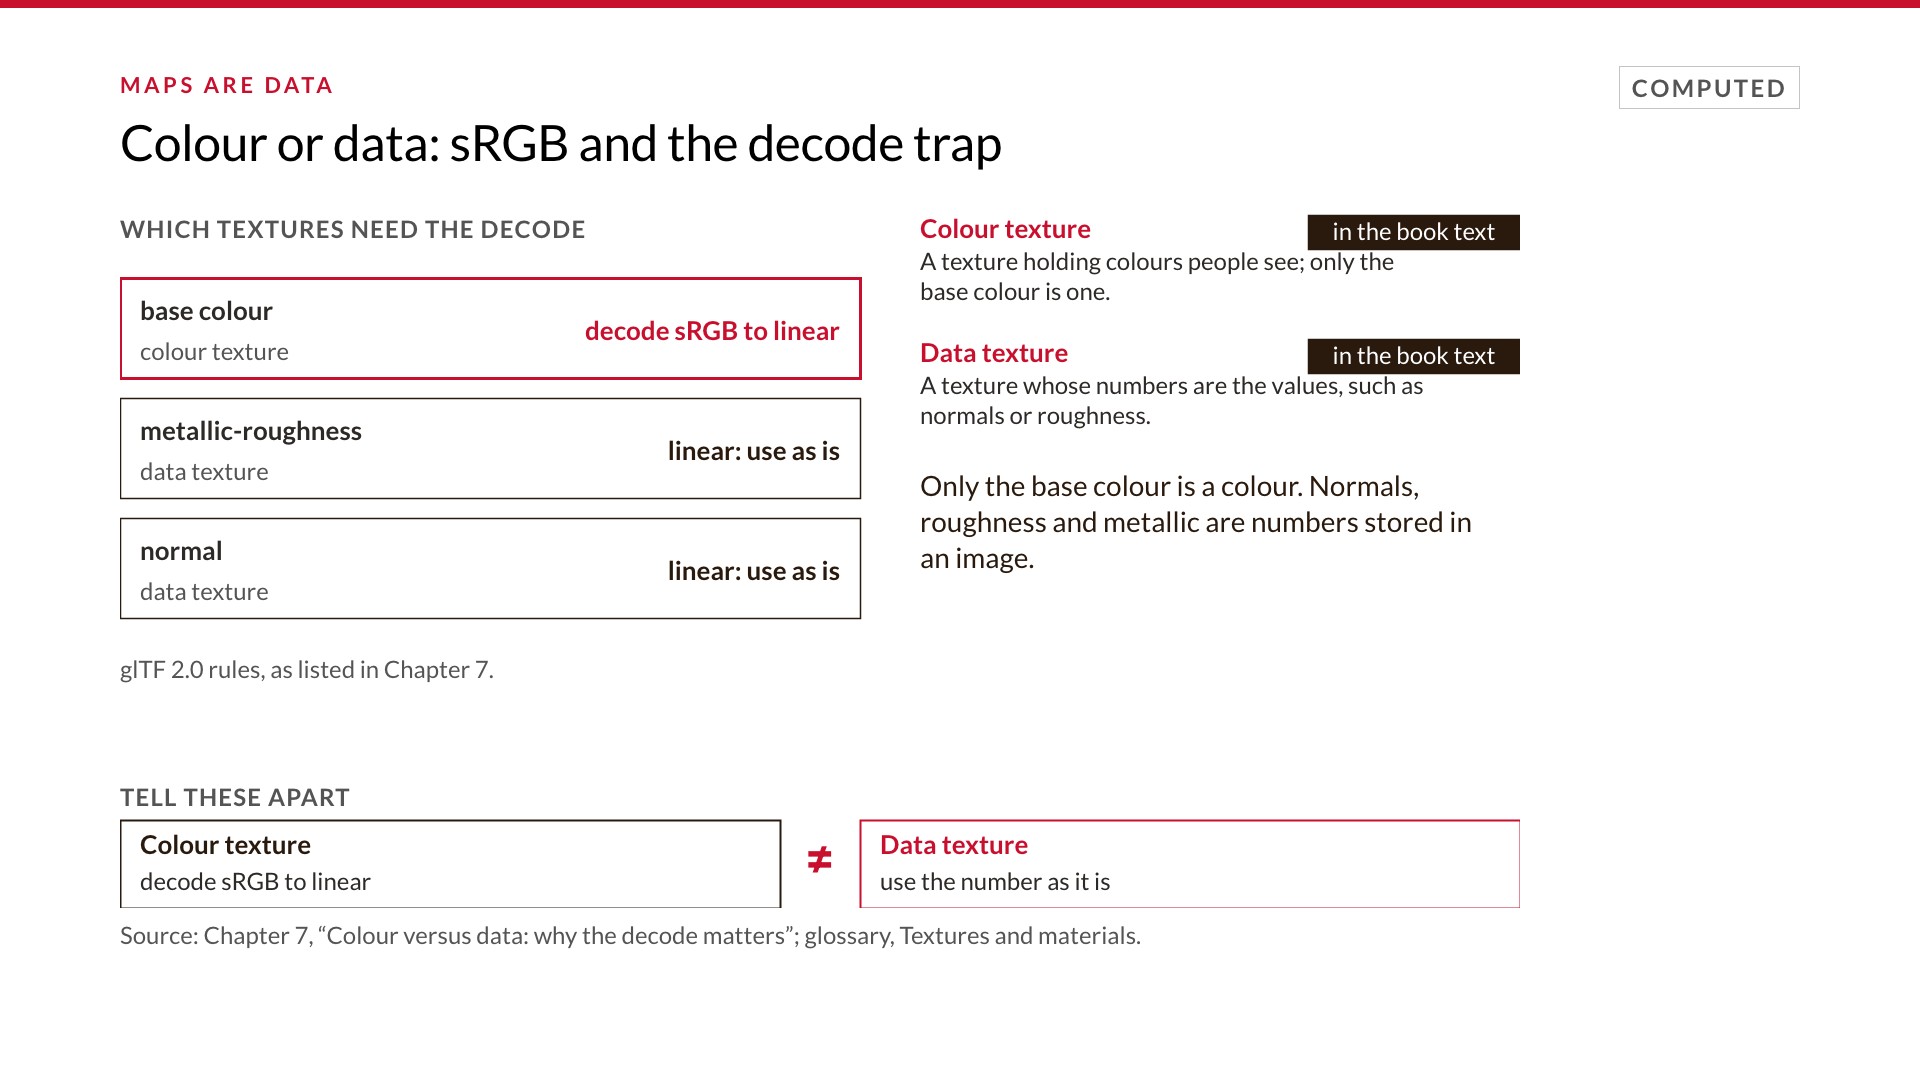 MAPS ARE DATA
COMPUTED
Colour or data: sRGB and the decode trap
WHICH TEXTURES NEED THE DECODE
base colour
colour texture
decode sRGB to linear
metallic-roughness
data texture
linear: use as is
normal
data texture
linear: use as is
glTF 2.0 rules, as listed in Chapter 7.
Colour texture
in the book text
A texture holding colours people see; only the
base colour is one.
Data texture
in the book text
A texture whose numbers are the values, such as
normals or roughness.
Only the base colour is a colour. Normals,
roughness and metallic are numbers stored in
an image.
TELL THESE APART
Colour texture
decode sRGB to linear
≠
Data texture
use the number as it is
Source: Chapter 7, “Colour versus data: why the decode matters”; glossary, Textures and materials.